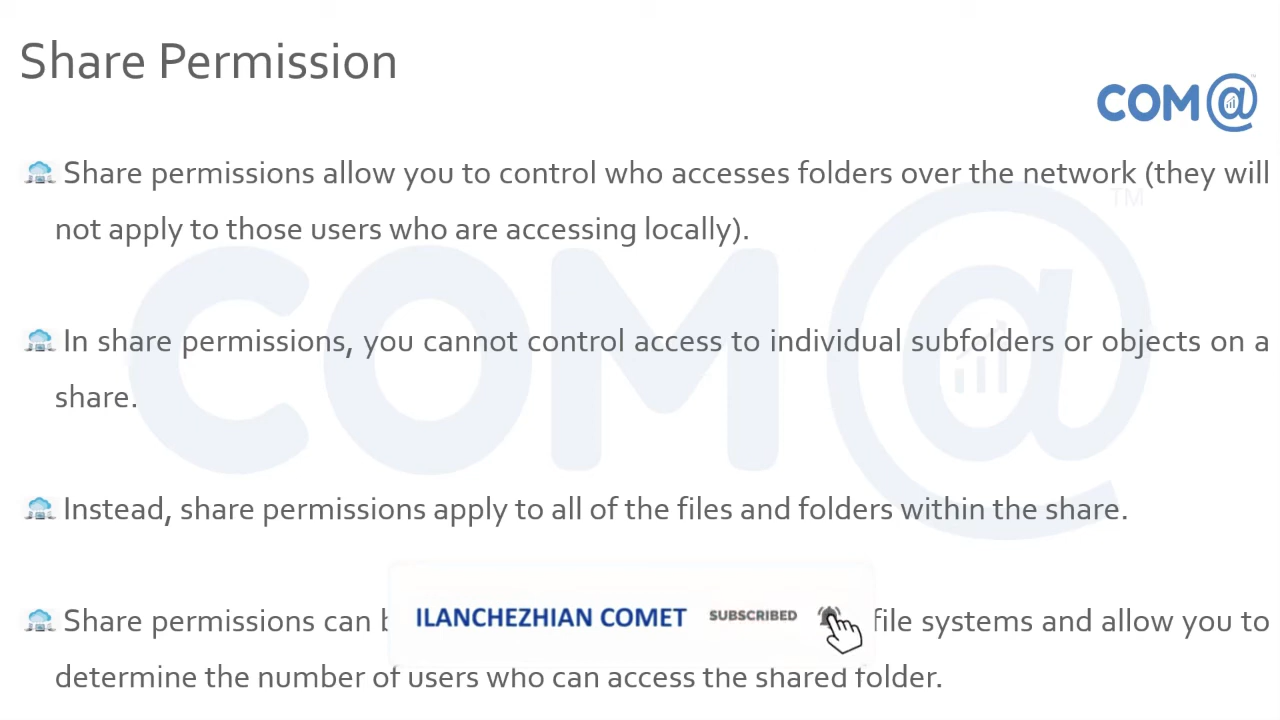 Share Permission
COM@
Share permissions allow you to control who accesses folders over the network (they will
not apply to those users who are accessing locally).
TM
In share permissions, you cannot control access to individual subfolders or objects on a
share.
COM@
Instead, share permissions apply to all of the files and folders within the share.
Share permissions can
ILANCHEZHIAN COMET SUBSCRIBED
file systems and allow you to
determine the number of users who can access the shared folder.